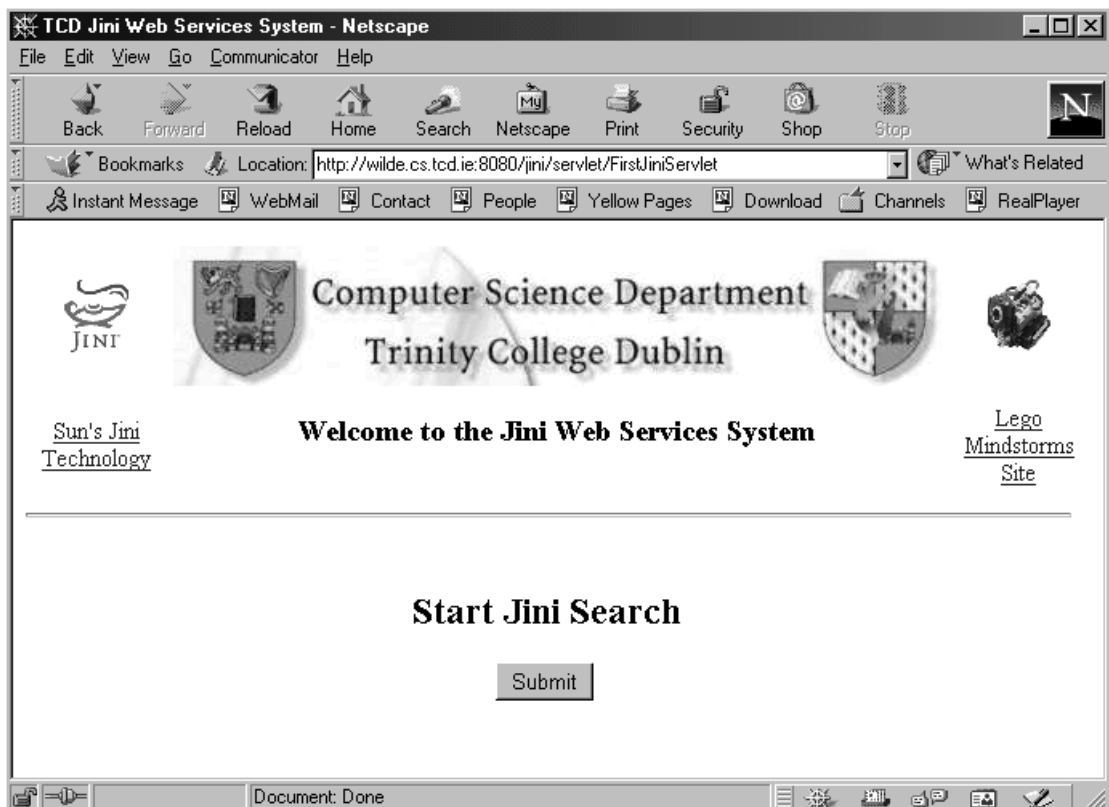 TCD Jini Web Services System - Netscape
File Edit View Go Communicator Help
Back Forward Reload Home Search Netscape Print Security Shop Stop
My
N
Bookmarks Location: http://wilde.cs.tcd.ie:8080/jini/servlet/FirstJiniServlet What's Related
Instant Message WebMail Contact People Yellow Pages Download Channels RealPlayer
Computer Science Department
Trinity College Dublin
JINI
Sun's Jini
Technology
Welcome to the Jini Web Services System
Lego
Mindstorms
Site
Start Jini Search
Submit
Document: Done